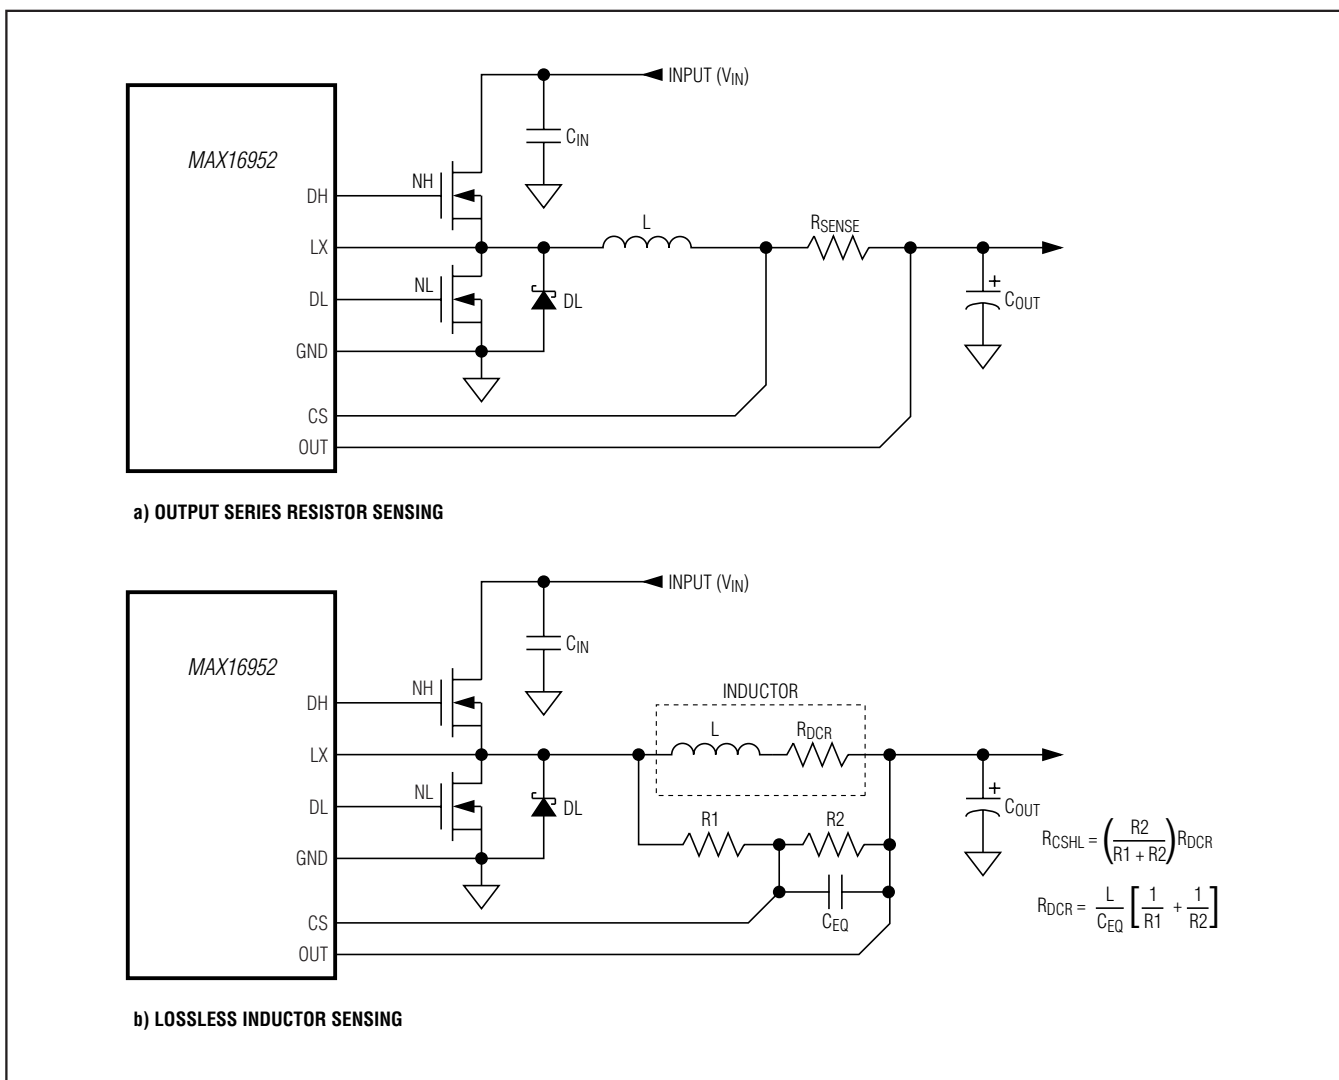 INPUT (VIN)
CIN
MAX16952
NH
DH
L
RSENSE
LX
NL
DL
DL
+
COUT
GND
CS
OUT
a) OUTPUT SERIES RESISTOR SENSING
INPUT (VIN)
CIN
MAX16952
NH
DH
INDUCTOR
L
RDCR
LX
NL
DL
DL
+
COUT
R1
R2
RCSHL = (R2 / R1 + R2) RDCR
GND
CS
CEQ
RDCR = L / CEQ [1 / R1 + 1 / R2]
OUT
b) LOSSLESS INDUCTOR SENSING